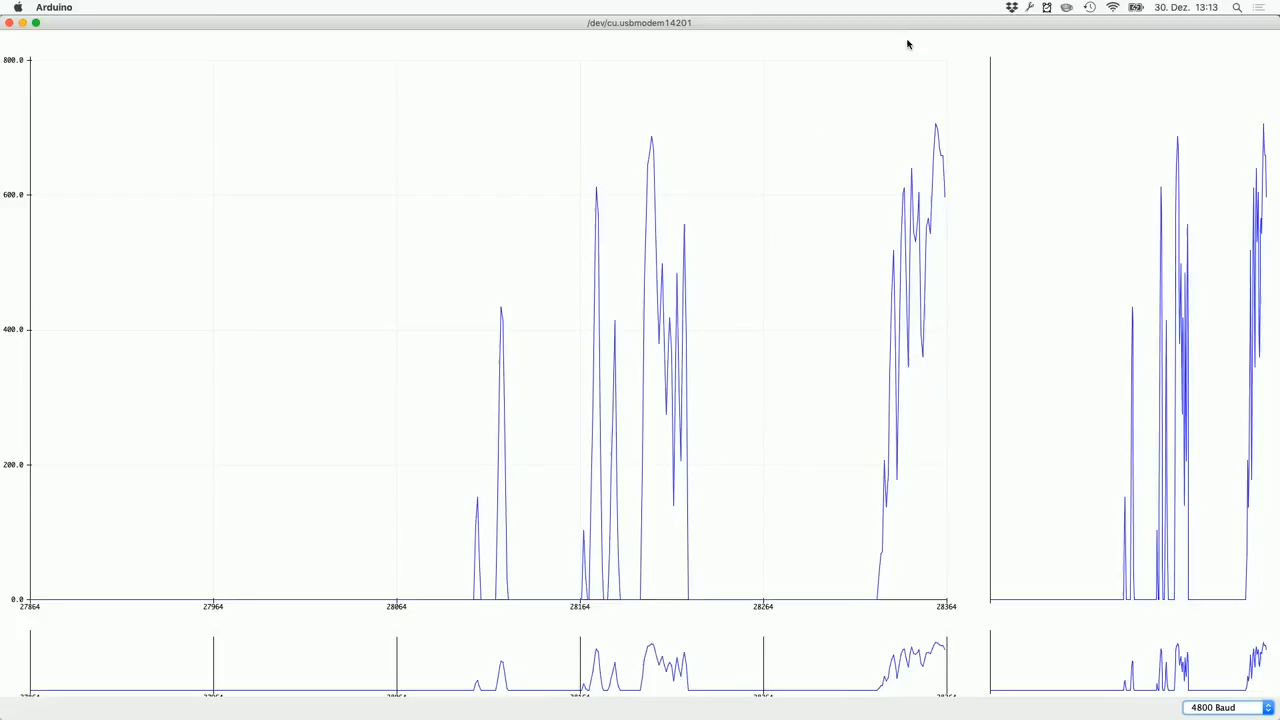 Arduino
30. Dez. 13:13
/dev/cu.usbmodem14201
800.0
600.0
400.0
200.0
0.0
27864 27964 28064 28164 28264 28364
4800 Baud